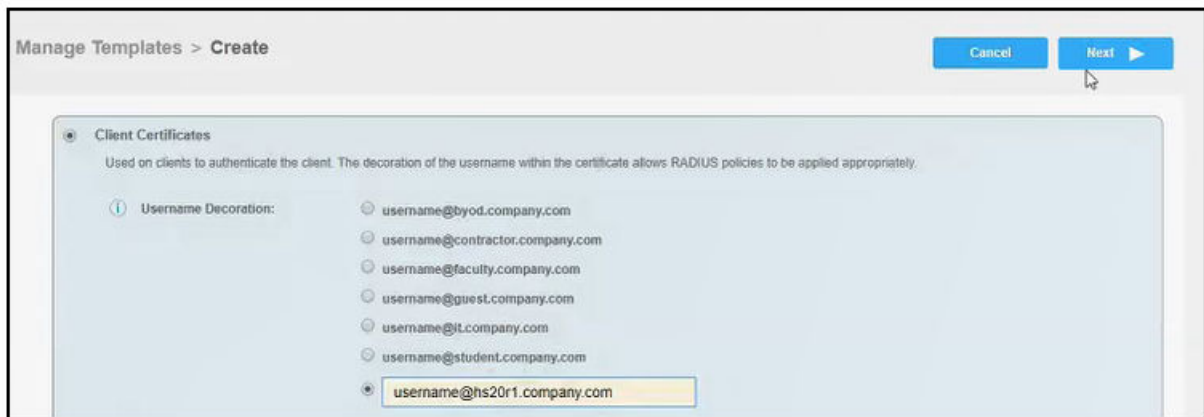 Manage Templates > Create
Cancel
Next
Client Certificates
Used on clients to authenticate the client. The decoration of the username within the certificate allows RADIUS policies to be applied appropriately.
Username Decoration:
username@byod.company.com
username@contractor.company.com
username@faculty.company.com
username@guest.company.com
username@it.company.com
username@student.company.com
username@hs20r1.company.com